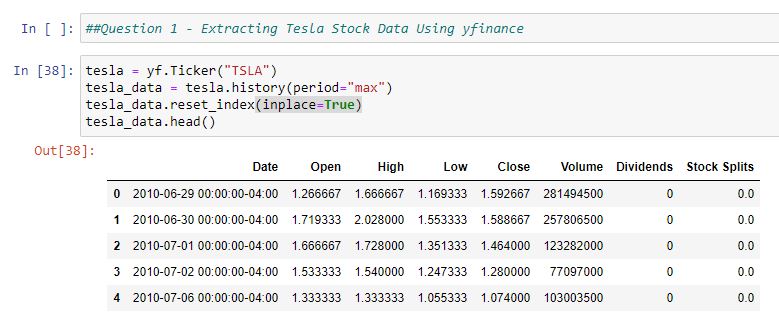 In [ ]: ##Question 1 - Extracting Tesla Stock Data Using yfinance
In [38]: tesla = yf.Ticker("TSLA")
tesla_data = tesla.history(period="max")
tesla_data.reset_index(inplace=True)
tesla_data.head()
Out[38]:
Date Open High Low Close Volume Dividends Stock Splits
0 2010-06-29 00:00:00-04:00 1.266667 1.666667 1.169333 1.592667 281494500 0 0.0
1 2010-06-30 00:00:00-04:00 1.719333 2.028000 1.553333 1.588667 257806500 0 0.0
2 2010-07-01 00:00:00-04:00 1.666667 1.728000 1.351333 1.464000 123282000 0 0.0
3 2010-07-02 00:00:00-04:00 1.533333 1.540000 1.247333 1.280000 77097000 0 0.0
4 2010-07-06 00:00:00-04:00 1.333333 1.333333 1.055333 1.074000 103003500 0 0.0